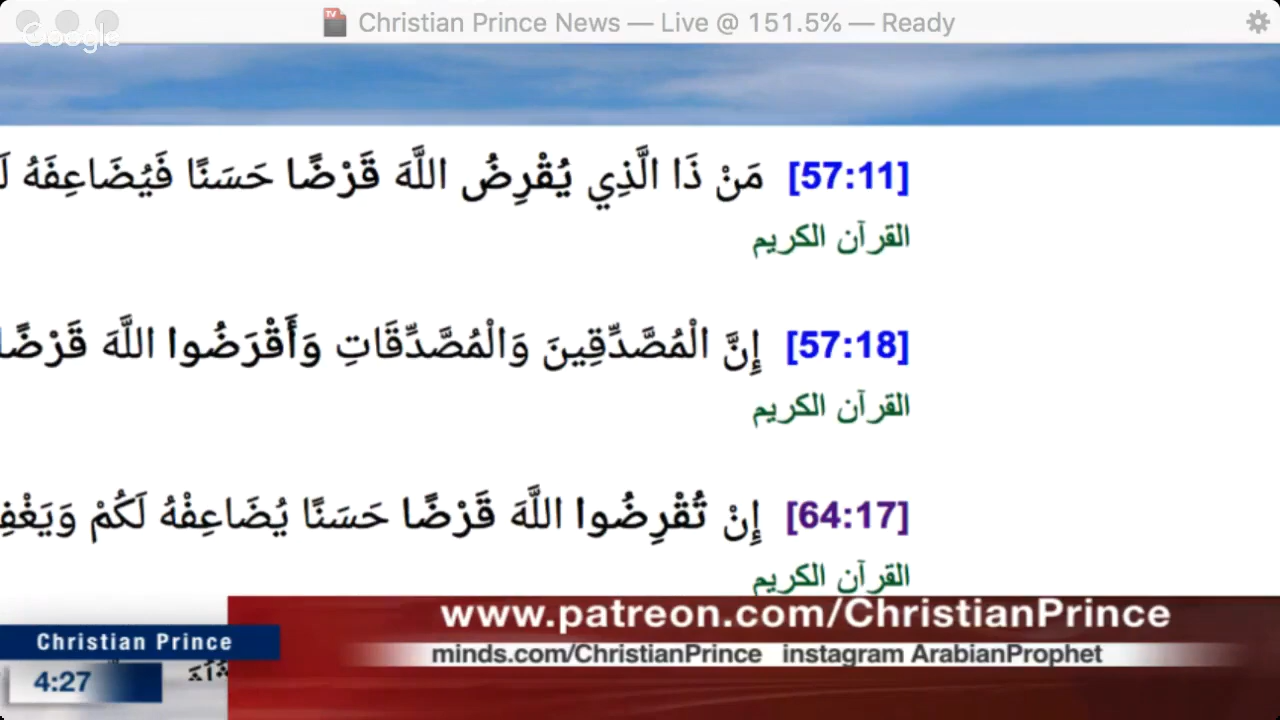 Christian Prince News — Live @ 151.5% — Ready
Google
[57:11] مَنْ ذَا الَّذِي يُقْرِضُ اللَّهَ قَرْضًا حَسَنًا فَيُضَاعِفَهُ
القرآن الكريم
[57:18] إِنَّ الْمُصَّدِّقِينَ وَالْمُصَّدِّقَاتِ وَأَقْرَضُوا اللَّهَ قَرْضًا
القرآن الكريم
[64:17] إِنْ تُقْرِضُوا اللَّهَ قَرْضًا حَسَنًا يُضَاعِفْهُ لَكُمْ
القرآن الكريم
www.patreon.com/ChristianPrince
Christian Prince
minds.com/ChristianPrince instagram ArabianProphet
4:27